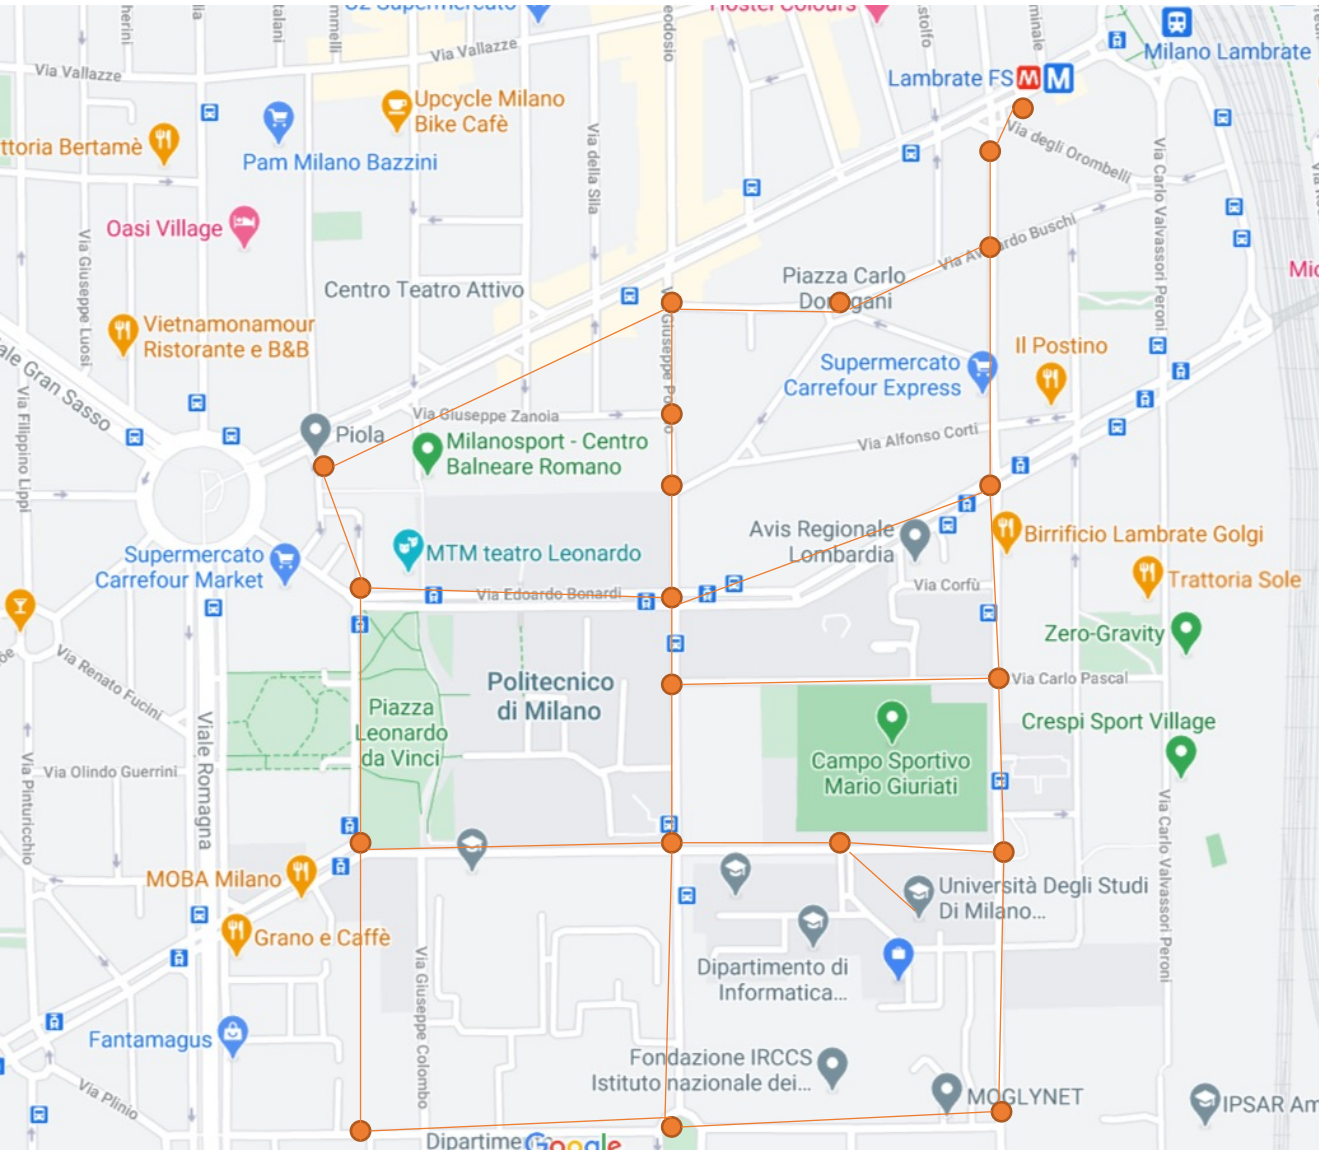 Hostel Colours
Via Vallazze
Via Vallazze
Milano Lambrate
Lambrate FS M M
Upcycle Milano
Bike Cafè
Pam Milano Bazzini
Via degli Orombelli
Via della Sila
Via Carlo Valvassori Peroni
Oasi Village
Via Giuseppe Luosi
Centro Teatro Attivo
Piazza Carlo
Vietnamonamour
Ristorante e B&B
Supermercato
Carrefour Express
Il Postino
Via Filippino Lippi
Via Giuseppe Zanoia
Piola
Milanosport - Centro
Balneare Romano
Via Alfonso Corti
MTM teatro Leonardo
Avis Regionale
Lombardia
Birrificio Lambrate Golgi
Supermercato
Carrefour Market
Via Edoardo Bonardi
Via Corfù
Trattoria Sole
Zero-Gravity
Via Renato Fucini
Politecnico
di Milano
Via Carlo Pascal
Piazza
Leonardo
da Vinci
Viale Romagna
Crespi Sport Village
Via Olindo Guerrini
Via Pinturicchio
Campo Sportivo
Mario Giuriati
Via Carlo Valvassori Peroni
MOBA Milano
Università Degli Studi
Di Milano...
Grano e Caffè
Via Giuseppe Colombo
Dipartimento di
Informatica...
Fantamagus
Fondazione IRCCS
Istituto nazionale dei...
MOGLYNET
Via Plinio
IPSAR Am
Dipartime
Google